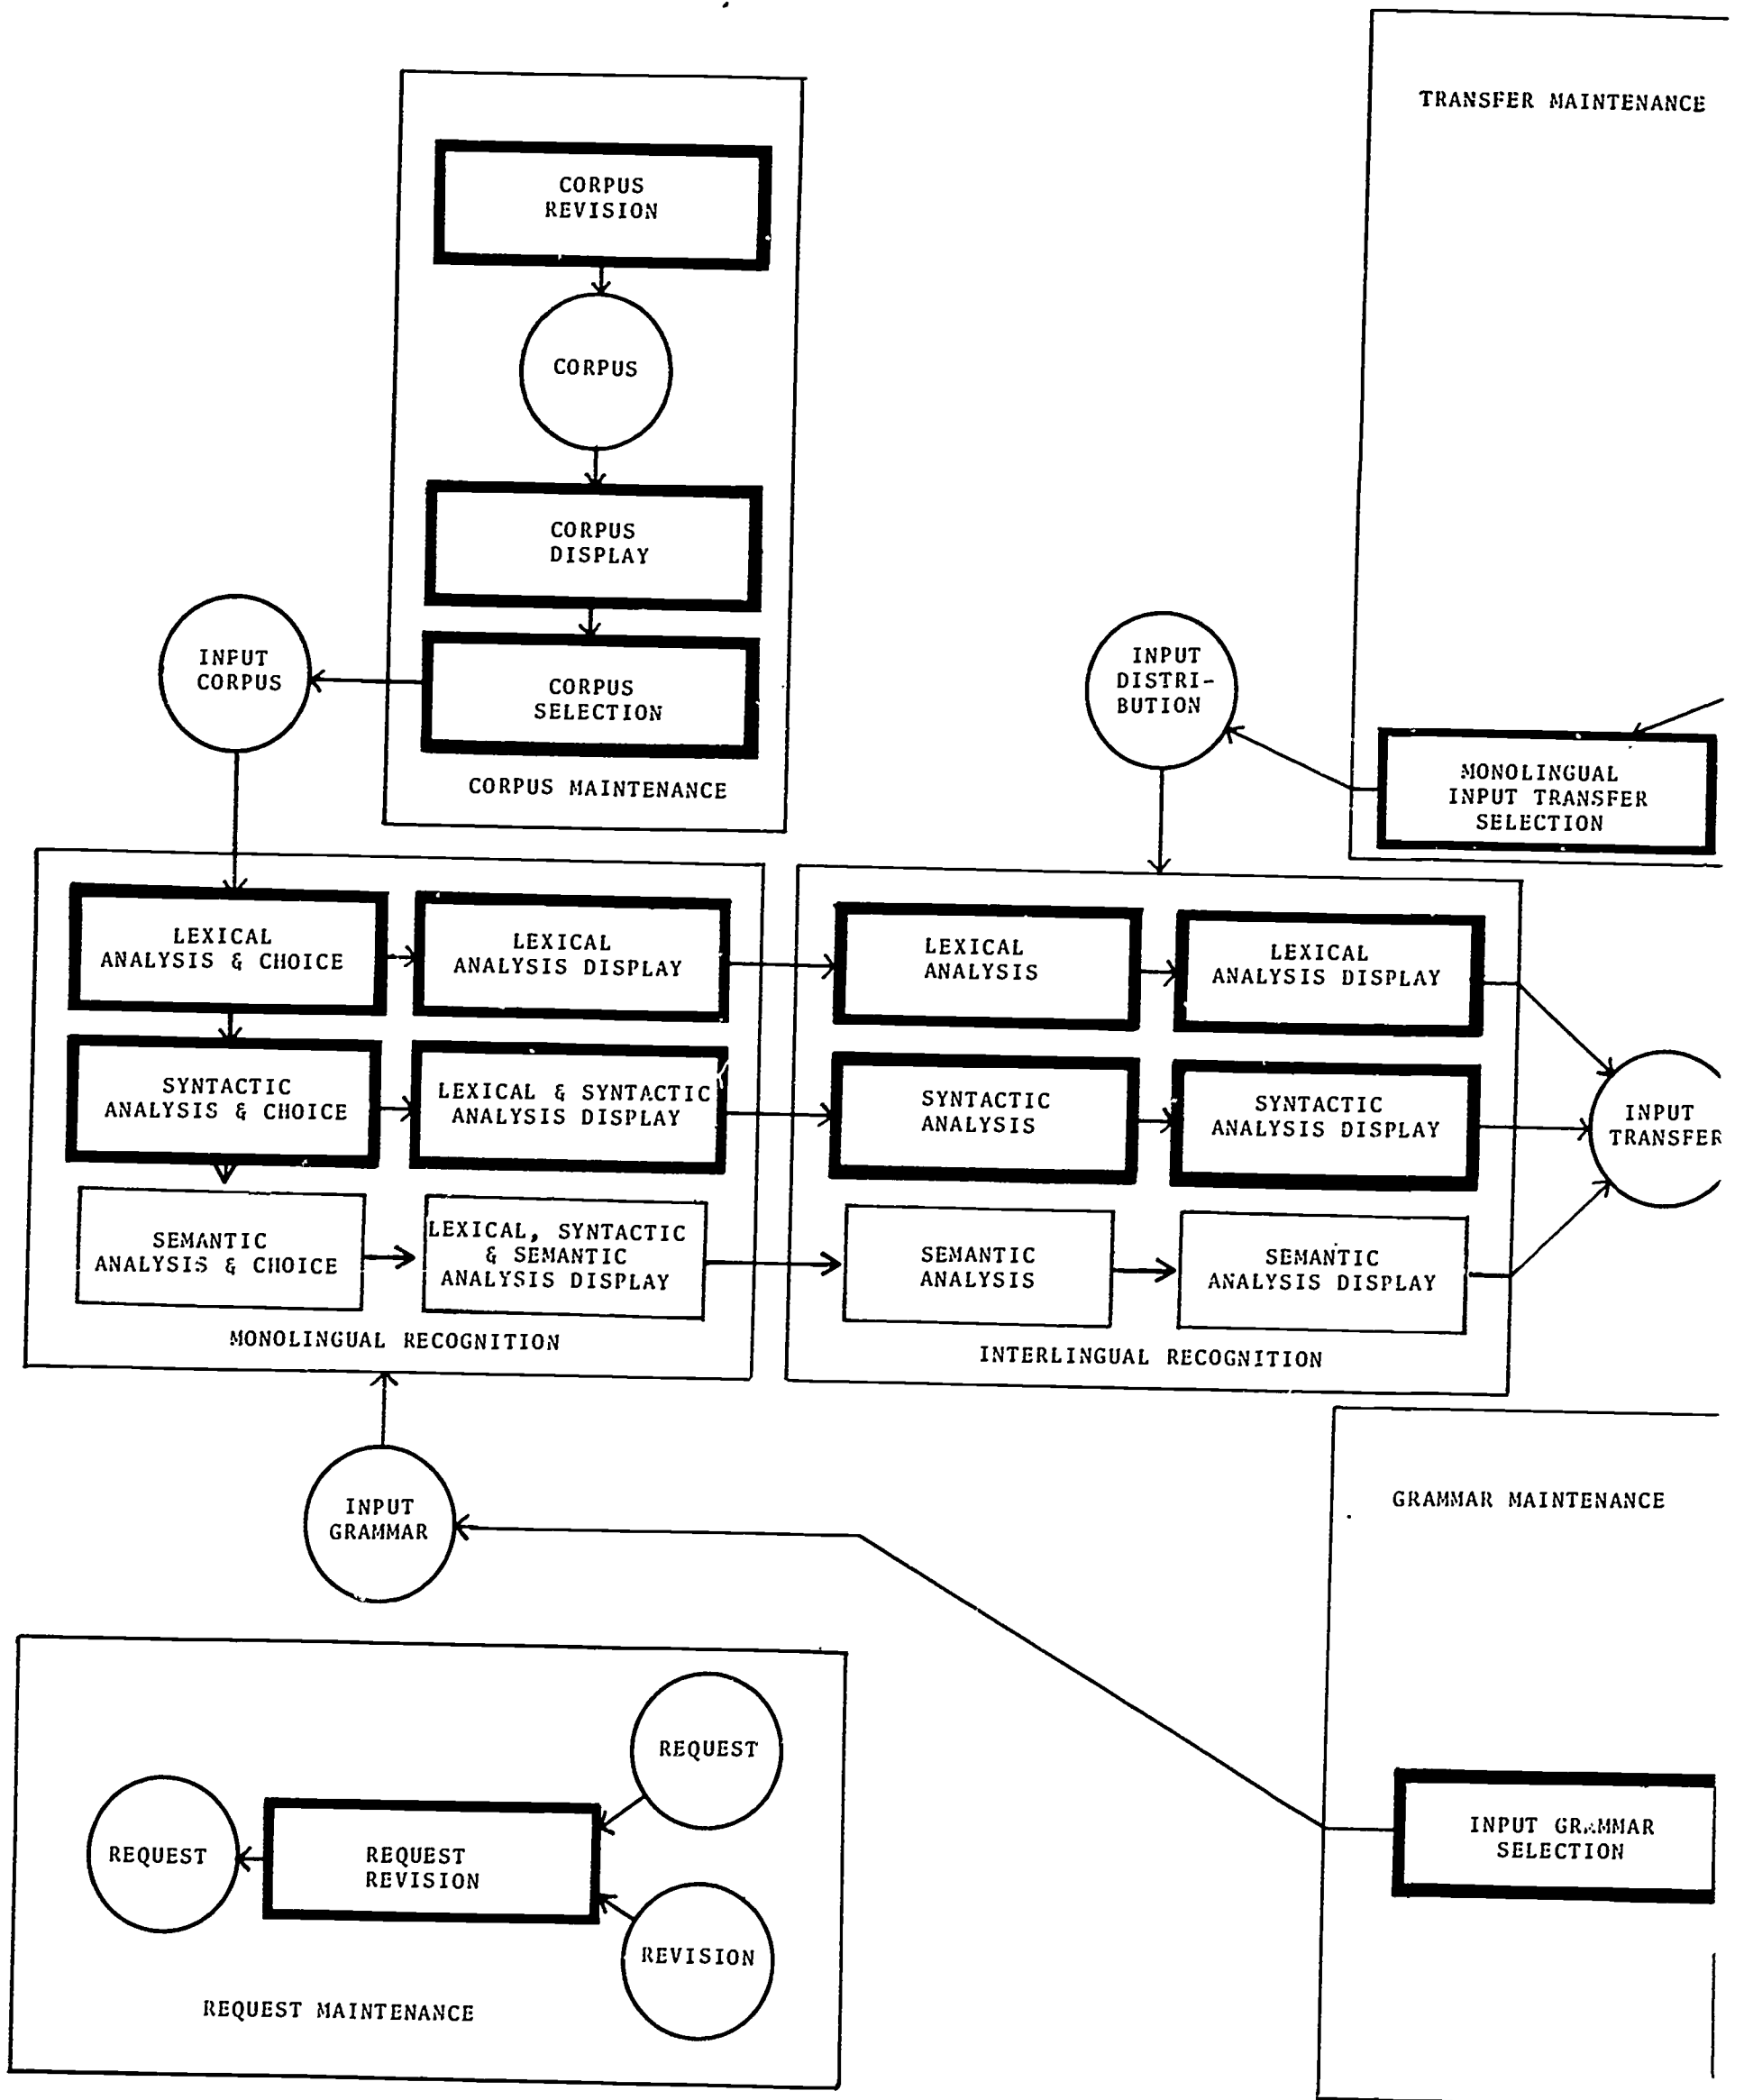 TRANSFER MAINTENANCE
CORPUS
REVISION
CORPUS
CORPUS
DISPLAY
INPUT
CORPUS
CORPUS
SELECTION
CORPUS MAINTENANCE
INPUT
DISTRI-
BUTION
MONOLINGUAL
INPUT TRANSFER
SELECTION
LEXICAL
ANALYSIS & CHOICE
LEXICAL
ANALYSIS DISPLAY
LEXICAL
ANALYSIS
LEXICAL
ANALYSIS DISPLAY
SYNTACTIC
ANALYSIS & CHOICE
LEXICAL & SYNTACTIC
ANALYSIS DISPLAY
SYNTACTIC
ANALYSIS
SYNTACTIC
ANALYSIS DISPLAY
INPUT
TRANSFER
SEMANTIC
ANALYSIS & CHOICE
LEXICAL, SYNTACTIC
& SEMANTIC
ANALYSIS DISPLAY
SEMANTIC
ANALYSIS
SEMANTIC
ANALYSIS DISPLAY
MONOLINGUAL RECOGNITION
INTERLINGUAL RECOGNITION
INPUT
GRAMMAR
GRAMMAR MAINTENANCE
REQUEST
REQUEST
REQUEST
REVISION
REVISION
REQUEST MAINTENANCE
INPUT GRAMMAR
SELECTION